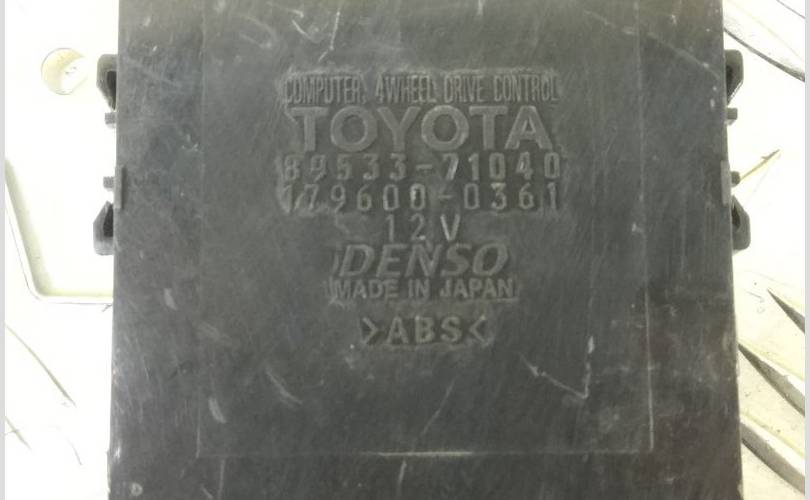 COMPUTER, 4WHEEL DRIVE CONTROL
TOYOTA
89533-71040
179600-0361
12V
DENSO
MADE IN JAPAN
>ABS<